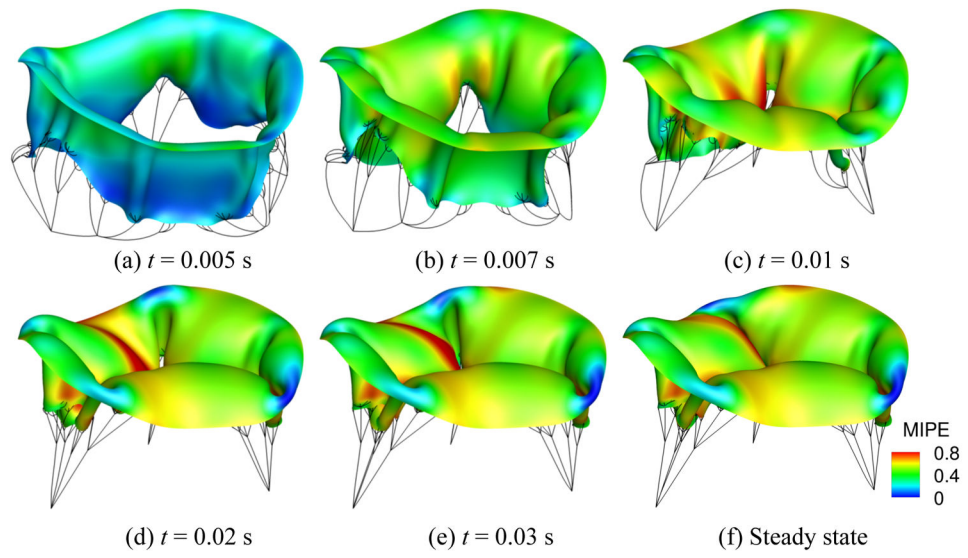 (a) t = 0.005 s
(b) t = 0.007 s
(c) t = 0.01 s
MIPE
0.8
0.4
0
(d) t = 0.02 s
(e) t = 0.03 s
(f) Steady state